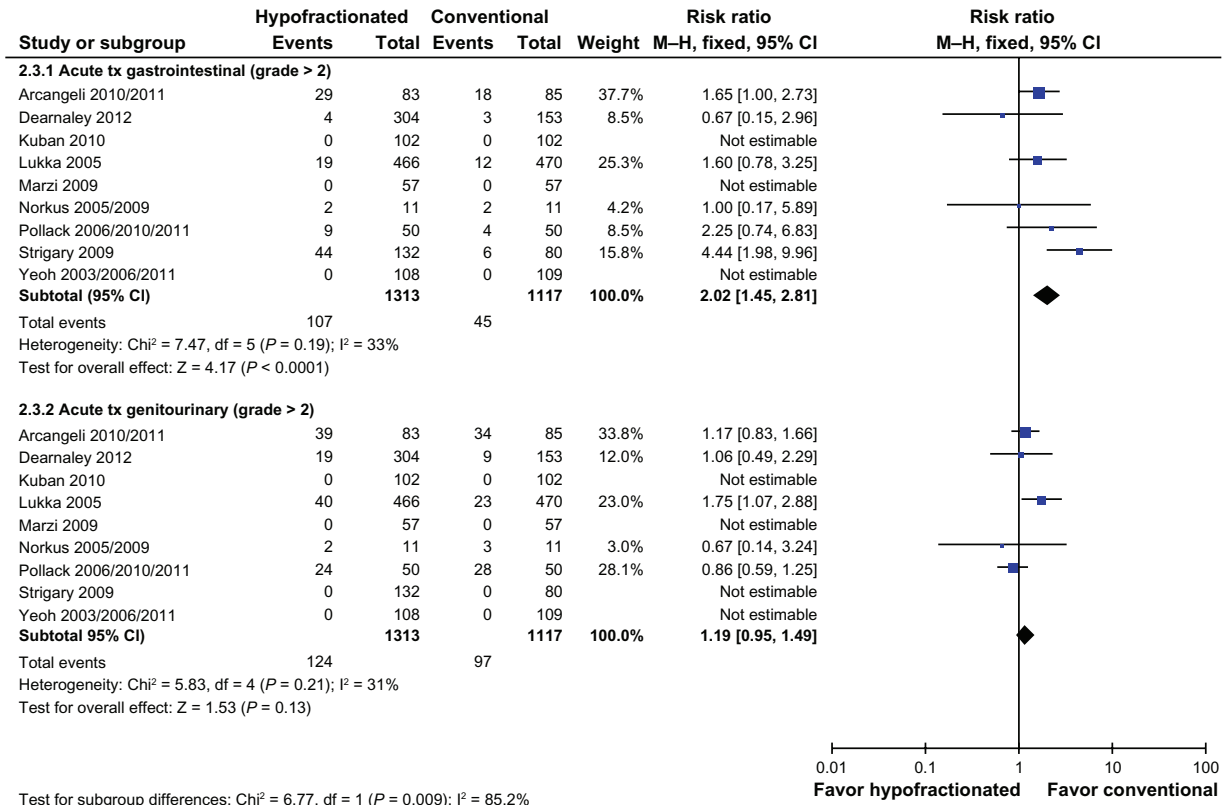 Hypofractionated Conventional Risk ratio Risk ratio
Study or subgroup Events Total Events Total Weight M–H, fixed, 95% CI M–H, fixed, 95% CI
2.3.1 Acute tx gastrointestinal (grade > 2)
Arcangeli 2010/2011 29 83 18 85 37.7% 1.65 [1.00, 2.73]
Dearnaley 2012 4 304 3 153 8.5% 0.67 [0.15, 2.96]
Kuban 2010 0 102 0 102 Not estimable
Lukka 2005 19 466 12 470 25.3% 1.60 [0.78, 3.25]
Marzi 2009 0 57 0 57 Not estimable
Norkus 2005/2009 2 11 2 11 4.2% 1.00 [0.17, 5.89]
Pollack 2006/2010/2011 9 50 4 50 8.5% 2.25 [0.74, 6.83]
Strigary 2009 44 132 6 80 15.8% 4.44 [1.98, 9.96]
Yeoh 2003/2006/2011 0 108 0 109 Not estimable
Subtotal (95% CI) 1313 1117 100.0% 2.02 [1.45, 2.81]
Total events 107 45
Heterogeneity: Chi² = 7.47, df = 5 (P = 0.19); I² = 33%
Test for overall effect: Z = 4.17 (P < 0.0001)
2.3.2 Acute tx genitourinary (grade > 2)
Arcangeli 2010/2011 39 83 34 85 33.8% 1.17 [0.83, 1.66]
Dearnaley 2012 19 304 9 153 12.0% 1.06 [0.49, 2.29]
Kuban 2010 0 102 0 102 Not estimable
Lukka 2005 40 466 23 470 23.0% 1.75 [1.07, 2.88]
Marzi 2009 0 57 0 57 Not estimable
Norkus 2005/2009 2 11 3 11 3.0% 0.67 [0.14, 3.24]
Pollack 2006/2010/2011 24 50 28 50 28.1% 0.86 [0.59, 1.25]
Strigary 2009 0 132 0 80 Not estimable
Yeoh 2003/2006/2011 0 108 0 109 Not estimable
Subtotal 95% CI) 1313 1117 100.0% 1.19 [0.95, 1.49]
Total events 124 97
Heterogeneity: Chi² = 5.83, df = 4 (P = 0.21); I² = 31%
Test for overall effect: Z = 1.53 (P = 0.13)
0.01 0.1 1 10 100
Favor hypofractionated Favor conventional
Test for subgroup differences: Chi² = 6.77, df = 1 (P = 0.009); I² = 85.2%